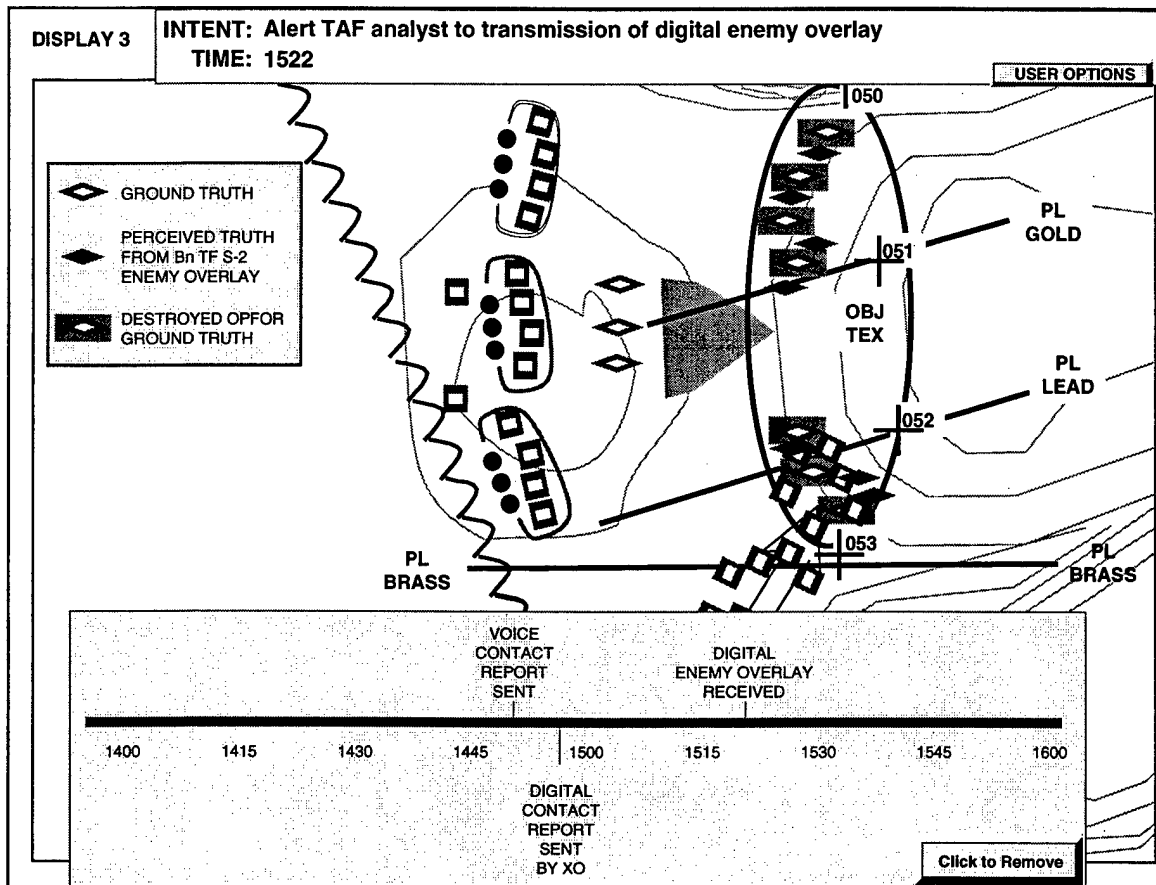 DISPLAY 3
INTENT: Alert TAF analyst to transmission of digital enemy overlay
TIME: 1522
USER OPTIONS
GROUND TRUTH
PERCEIVED TRUTH
FROM Bn TF S-2
ENEMY OVERLAY
DESTROYED OPFOR
GROUND TRUTH
050
PL
GOLD
051
OBJ
TEX
PL
LEAD
052
053
PL
BRASS
PL
BRASS
VOICE
CONTACT
REPORT
SENT
DIGITAL
ENEMY OVERLAY
RECEIVED
1400 1415 1430 1445 1500 1515 1530 1545 1600
DIGITAL
CONTACT
REPORT
SENT
BY XO
Click to Remove